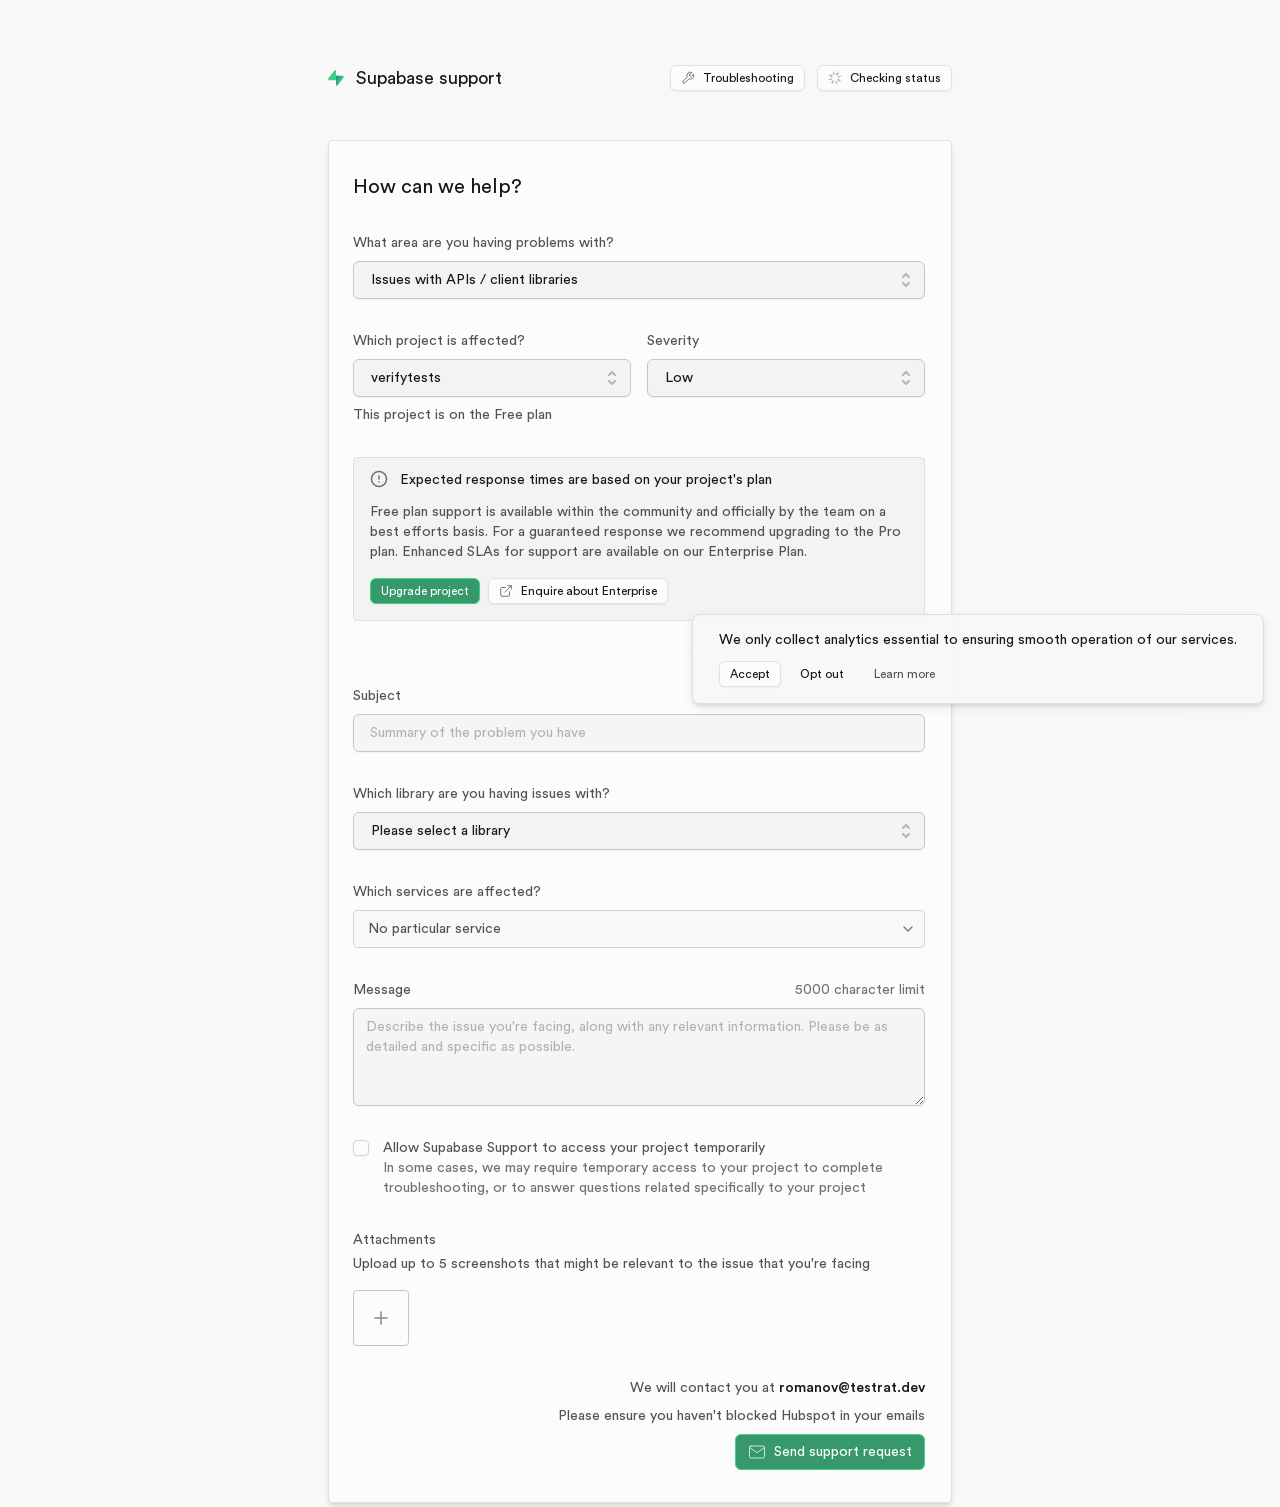 Supabase support
Troubleshooting
Checking status
How can we help?
What area are you having problems with?
Issues with APIs / client libraries
Which project is affected?
Severity
verifytests
Low
This project is on the Free plan
Expected response times are based on your project's plan
Free plan support is available within the community and officially by the team on a
best efforts basis. For a guaranteed response we recommend upgrading to the Pro
plan. Enhanced SLAs for support are available on our Enterprise Plan.
Upgrade project
Enquire about Enterprise
We only collect analytics essential to ensuring smooth operation of our services.
Accept
Opt out
Learn more
Subject
Summary of the problem you have
Which library are you having issues with?
Please select a library
Which services are affected?
No particular service
Message
5000 character limit
Describe the issue you're facing, along with any relevant information. Please be as
detailed and specific as possible.
Allow Supabase Support to access your project temporarily
In some cases, we may require temporary access to your project to complete
troubleshooting, or to answer questions related specifically to your project
Attachments
Upload up to 5 screenshots that might be relevant to the issue that you're facing
We will contact you at romanov@testrat.dev
Please ensure you haven't blocked Hubspot in your emails
Send support request